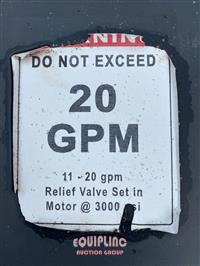 DO NOT EXCEED
20
GPM
11 - 20 gpm
Relief Valve Set in
Motor @ 3000
EQUIPLINC
AUCTION GROUP